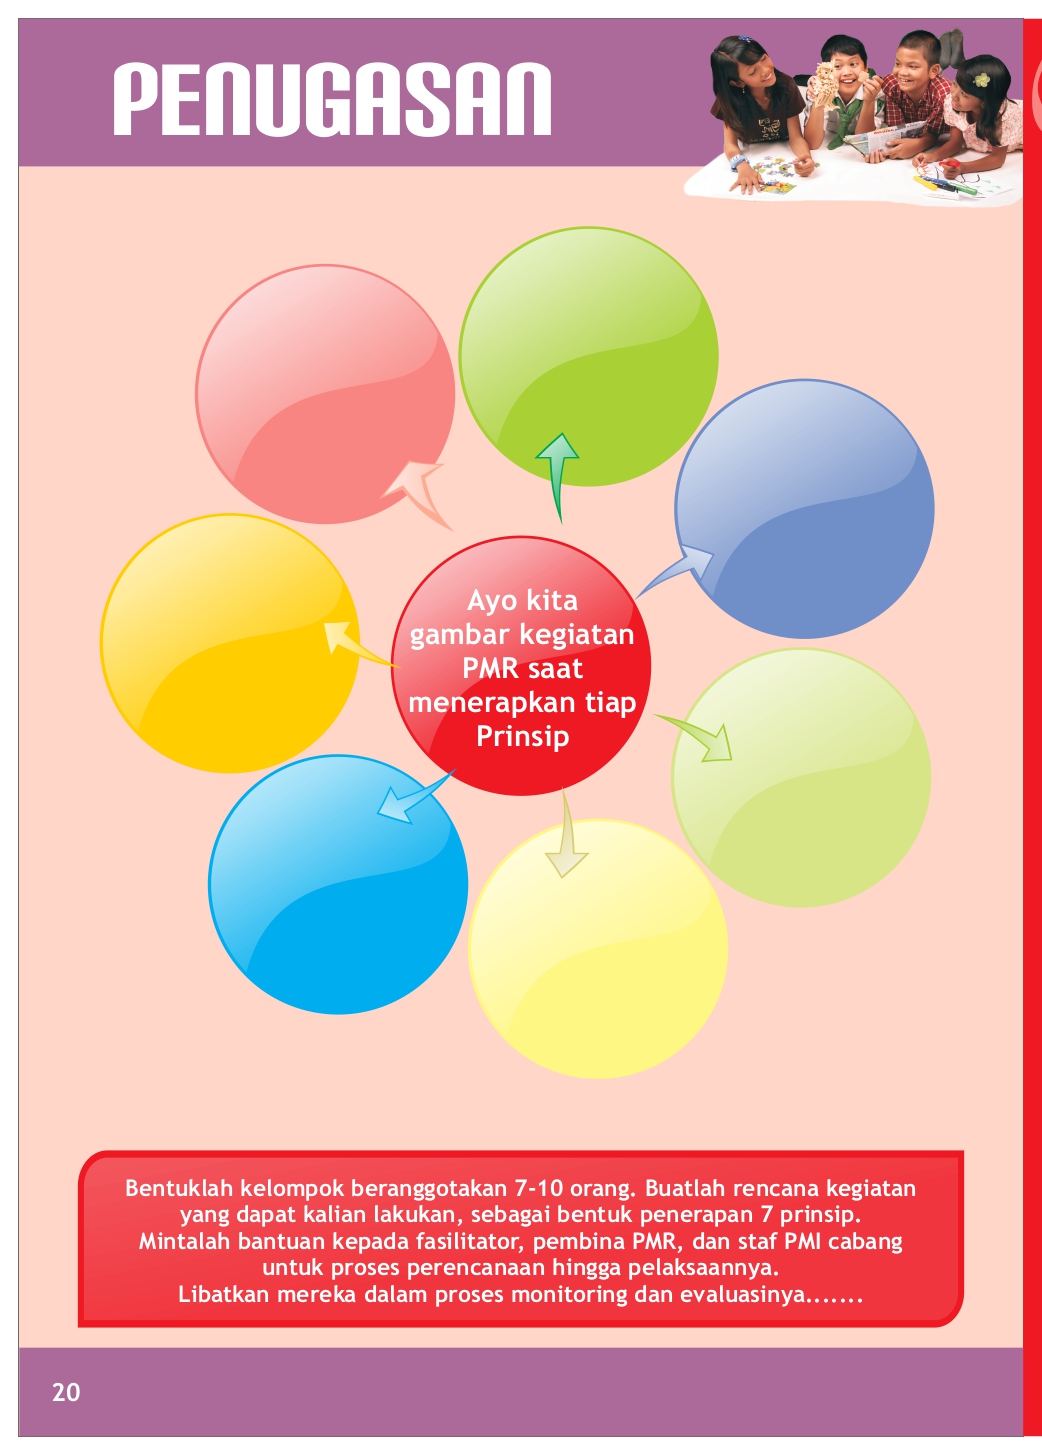 PENUGASAN
Ayo kita
gambar kegiatan
PMR saat
menerapkan tiap
Prinsip
Bentuklah kelompok beranggotakan 7-10 orang. Buatlah rencana kegiatan
yang dapat kalian lakukan, sebagai bentuk penerapan 7 prinsip.
Mintalah bantuan kepada fasilitator, pembina PMR, dan staf PMI cabang
untuk proses perencanaan hingga pelaksaannya.
Libatkan mereka dalam proses monitoring dan evaluasinya.......
20